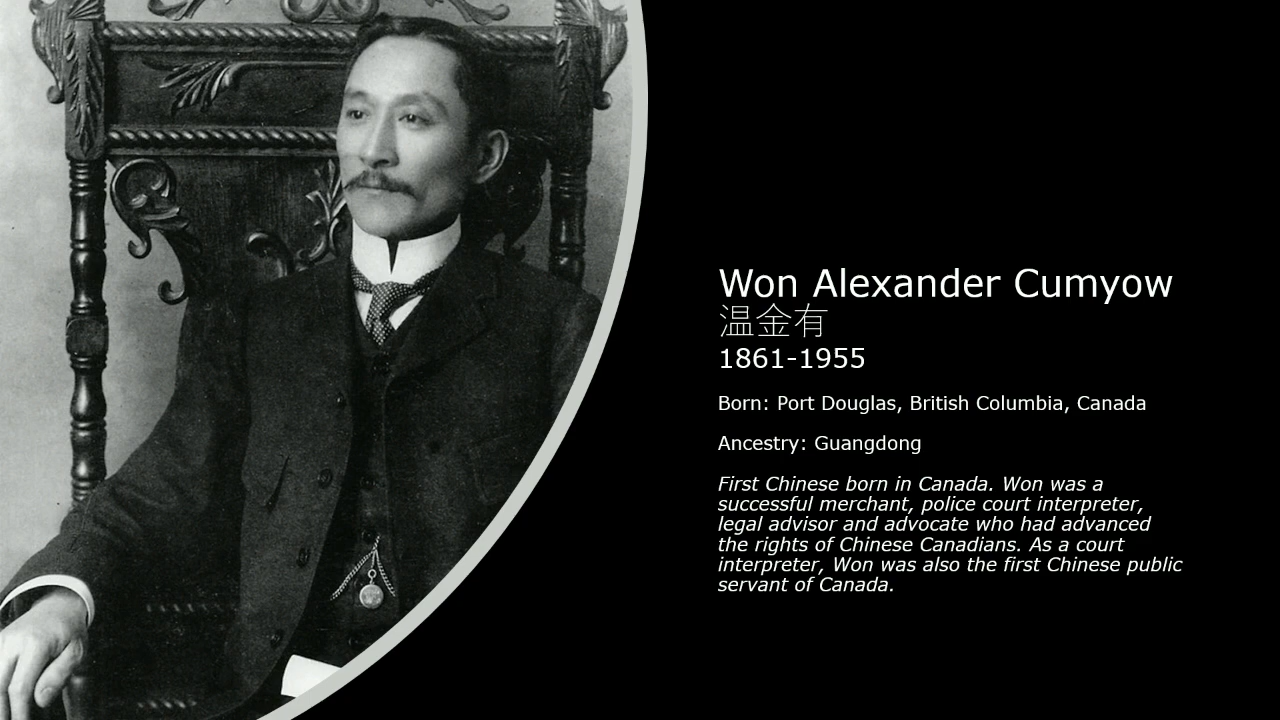 Won Alexander Cumyow
温金有
1861-1955
Born: Port Douglas, British Columbia, Canada
Ancestry: Guangdong
First Chinese born in Canada. Won was a
successful merchant, police court interpreter,
legal advisor and advocate who had advanced
the rights of Chinese Canadians. As a court
interpreter, Won was also the first Chinese public
servant of Canada.